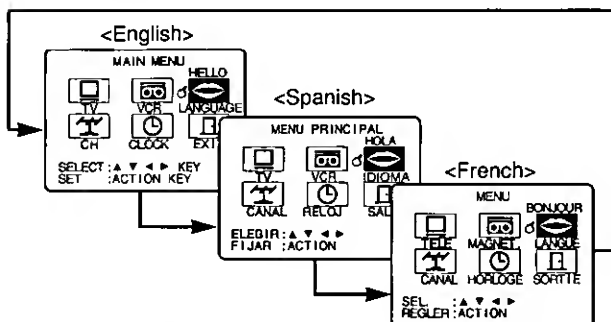 <English>
MAIN MENU
HELLO
TV VCR LANGUAGE
CH CLOCK EXIT
SELECT :▲ ▼ ◄ ► KEY
SET :ACTION KEY
<Spanish>
MENU PRINCIPAL
HOLA
TV VCR IDIOMA
CANAL RELOJ SAL
ELEGIR:▲ ▼ ◄ ►
FIJAR :ACTION
<French>
MENU
BONJOUR
TELE MAGNET LANGUE
CANAL HORLOGE SORTIE
SEL. :▲ ▼ ◄ ►
REGLER:ACTION